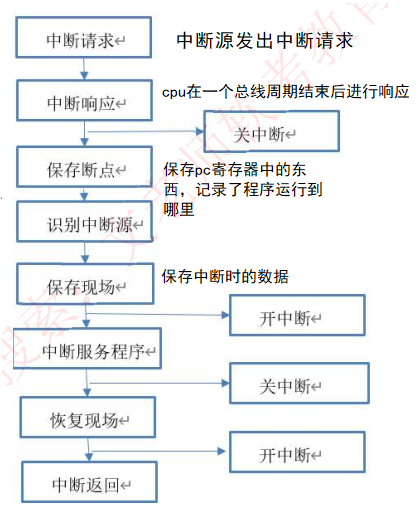 中断请求↵
中断源发出中断请求
中断响应↵
cpu在一个总线周期结束后进行响应
关中断↵
保存断点↵
保存pc寄存器中的东
西，记录了程序运行到
哪里
识别中断源↵
保存现场↵
保存中断时的数据
开中断↵
中断服务程序↵
关中断↵
恢复现场↵
开中断↵
中断返回↵